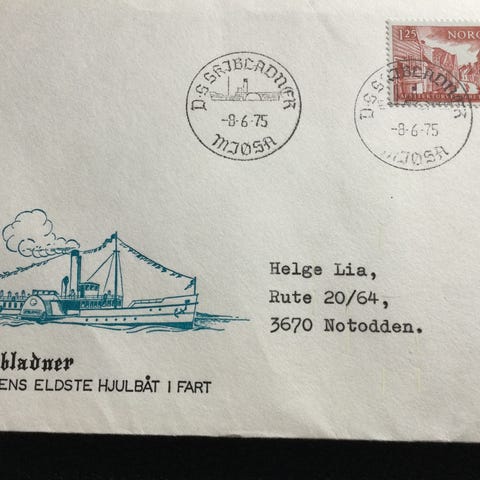 D.S. SKIBLADNER
-8-6-75
MJØSA
1.25 NORGE
D.S. SKIBLADNER
-8-6-75
MJØSA
Helge Lia,
Rute 20/64,
3670 Notodden.
bladner
ENS ELDSTE HJULBÅT I FART